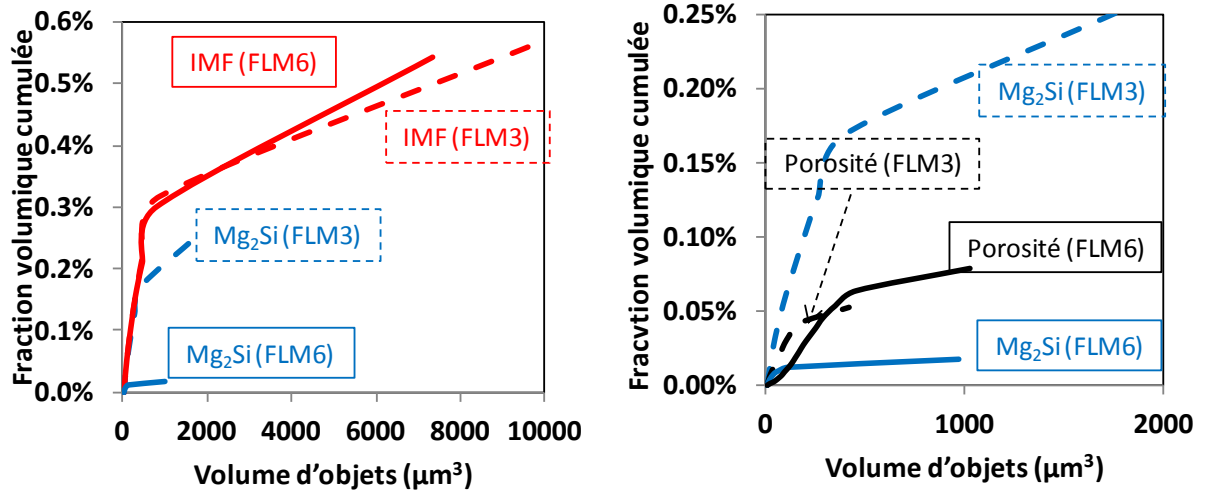 Fraction volumique cumulée
0.6%
0.5%
0.4%
0.3%
0.2%
0.1%
0.0%
IMF (FLM6)
IMF (FLM3)
Mg₂Si (FLM3)
Mg₂Si (FLM6)
0 2000 4000 6000 8000 10000
Volume d'objets (µm³)
Fracvtion volumique cumulée
0.25%
0.20%
0.15%
0.10%
0.05%
0.00%
Mg₂Si (FLM3)
Porosité (FLM3)
Porosité (FLM6)
Mg₂Si (FLM6)
0 1000 2000
Volume d'objets (µm³)